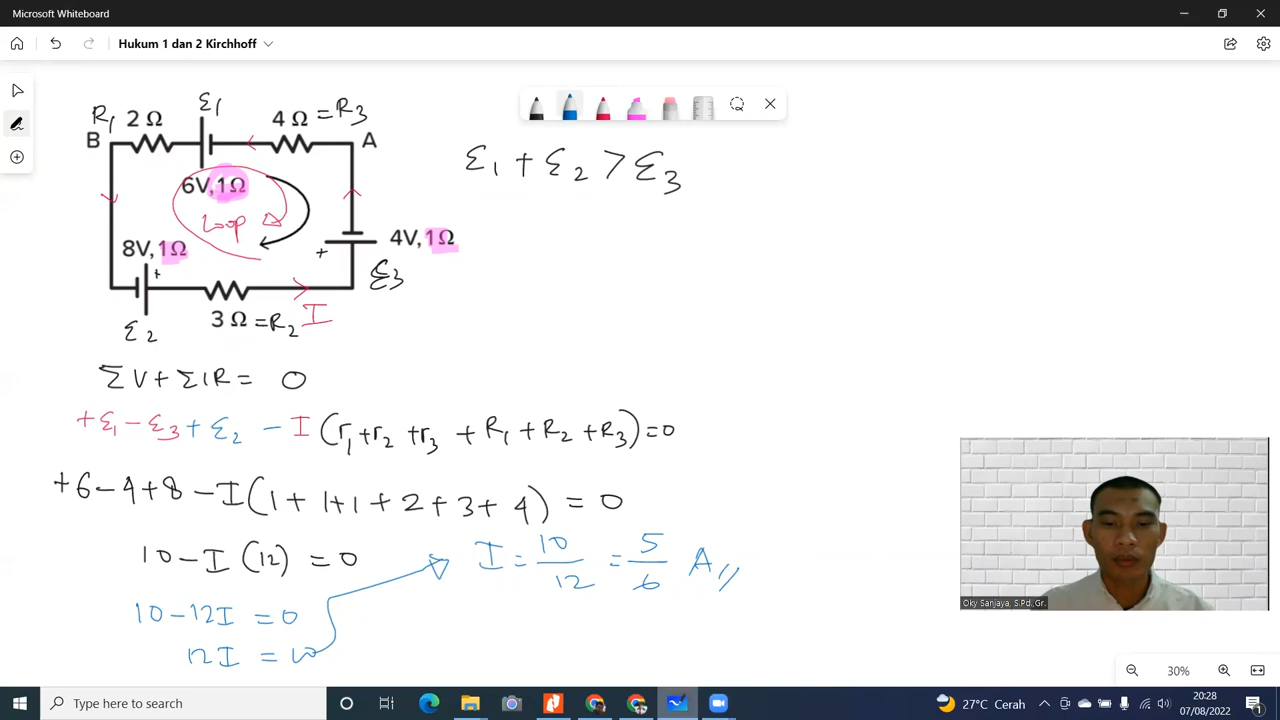 Microsoft Whiteboard
Hukum 1 dan 2 Kirchhoff
R₁ 2 Ω ε₁ 4 Ω =R₃
B A
6V,1Ω
Loop
8V,1Ω
+
4V,1Ω
+
ε₃
ε₂
3 Ω =R₂ I
ε₁ + ε₂ > ε₃
ΣV + ΣIR = 0
+ε₁ - ε₃ + ε₂ - I (r₁ + r₂ + r₃ + R₁ + R₂ + R₃) = 0
+6 - 4 + 8 - I (1 + 1 + 1 + 2 + 3 + 4) = 0
10 - I (12) = 0
I = 10/12 = 5/6 A //
10 - 12I = 0
12I = 10
Oky Sanjaya, S.Pd.,Gr.
30%
Type here to search
27°C Cerah
20:28
07/08/2022